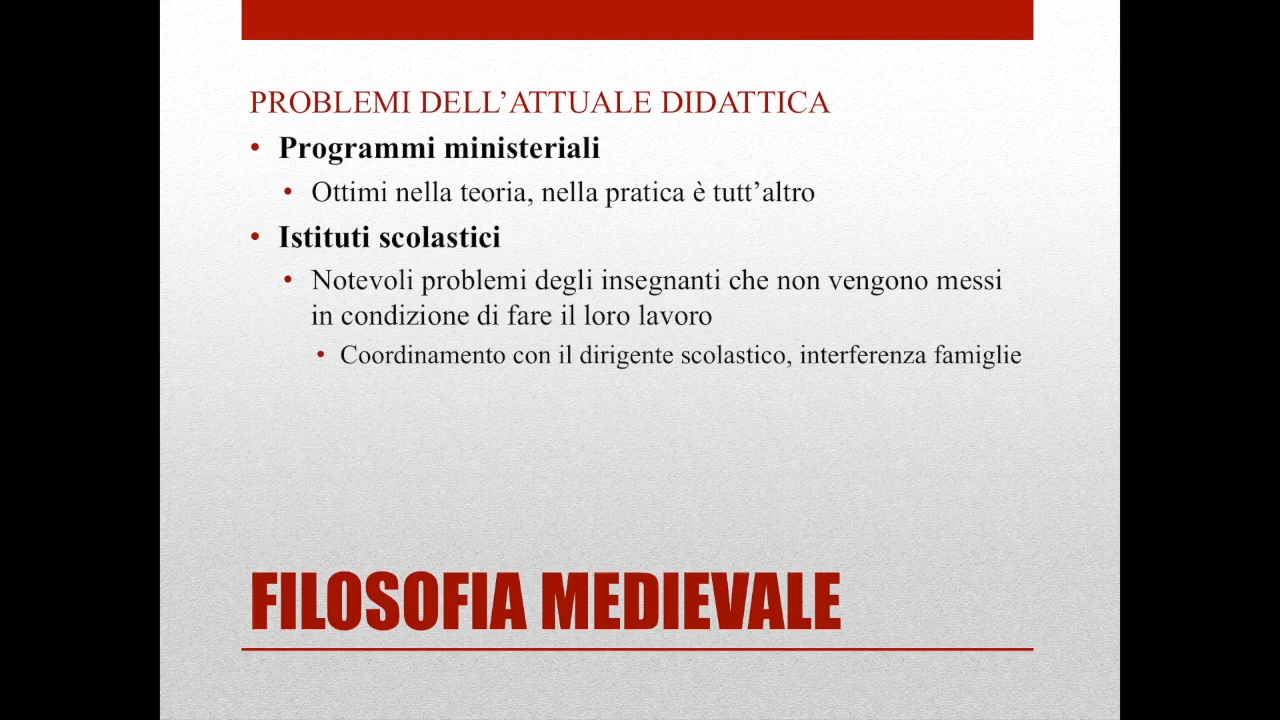 PROBLEMI DELL’ATTUALE DIDATTICA
• Programmi ministeriali
• Ottimi nella teoria, nella pratica è tutt’altro
• Istituti scolastici
• Notevoli problemi degli insegnanti che non vengono messi
in condizione di fare il loro lavoro
• Coordinamento con il dirigente scolastico, interferenza famiglie
FILOSOFIA MEDIEVALE